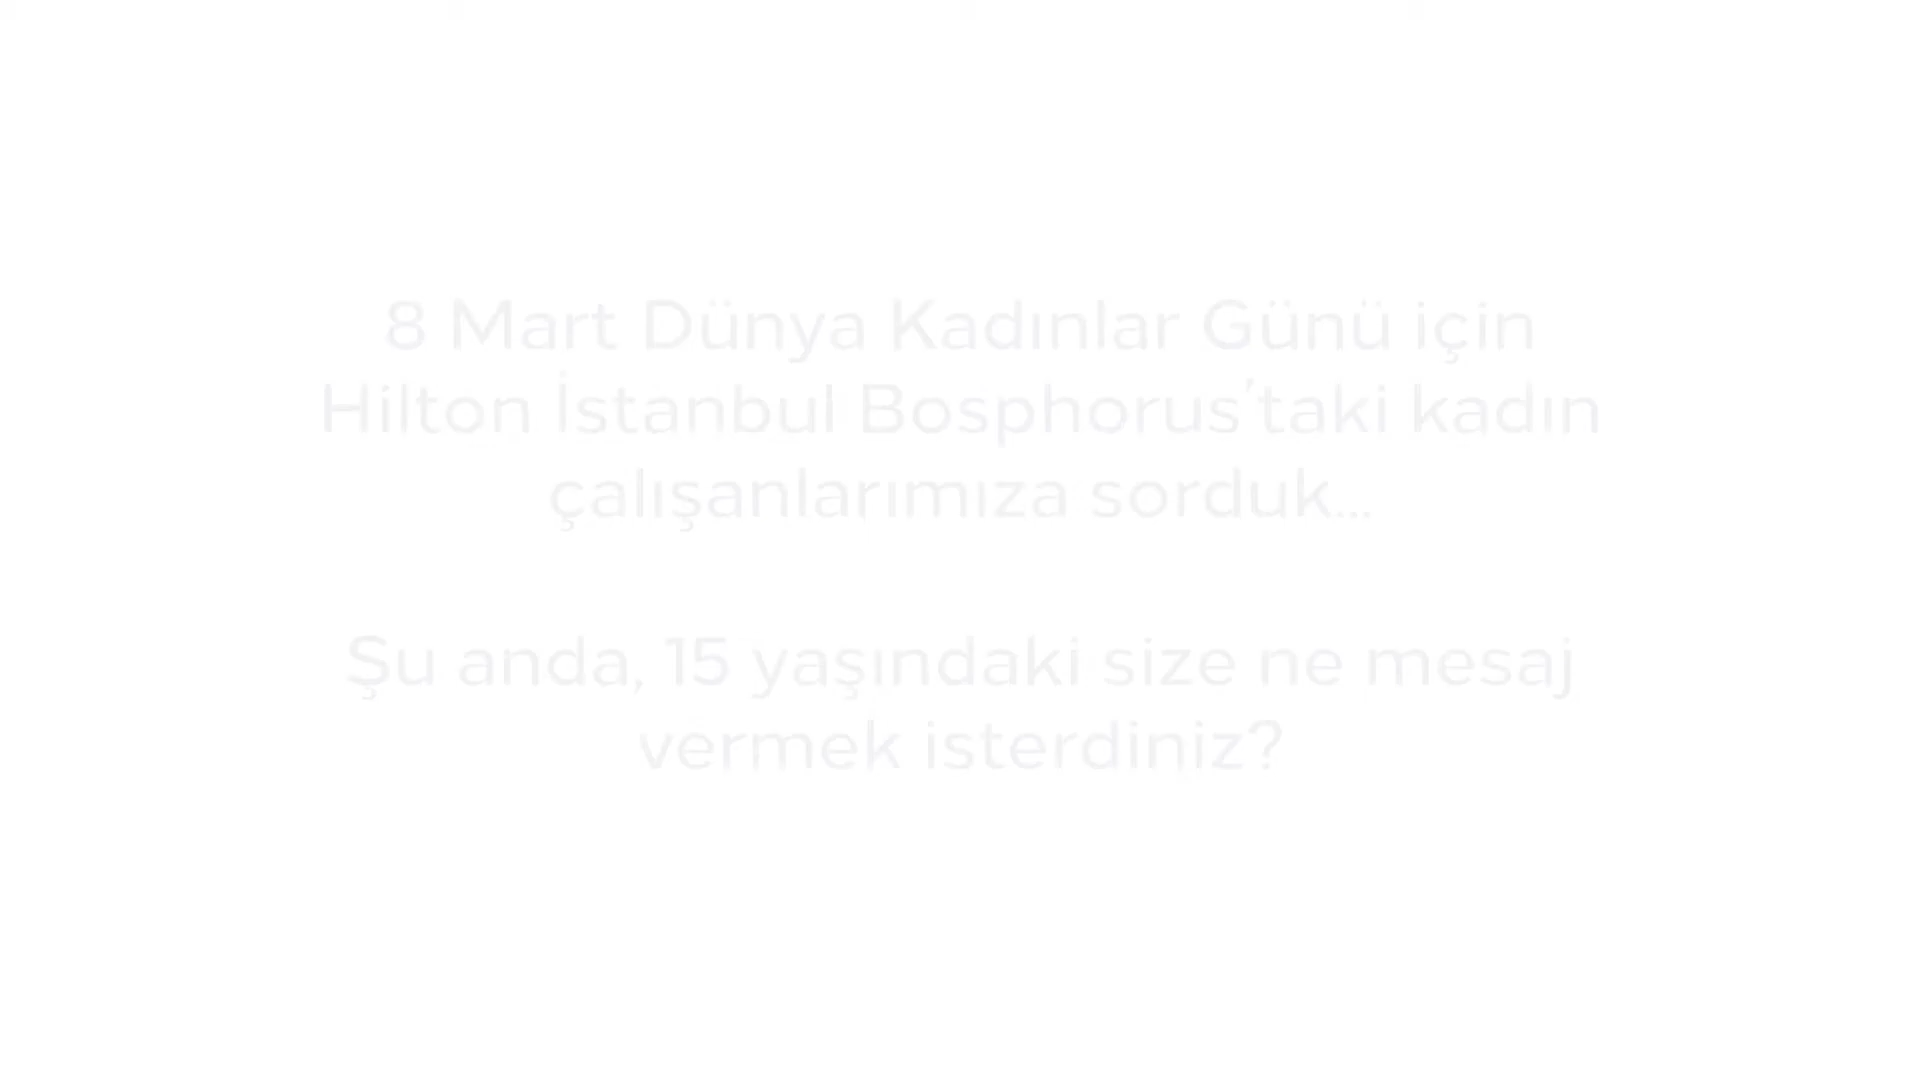 8 Mart Dünya Kadınlar Günü için
Hilton İstanbul Bosphorus'taki kadın
çalışanlarımıza sorduk...
Şu anda, 15 yaşındaki size ne mesaj
vermek isterdiniz?